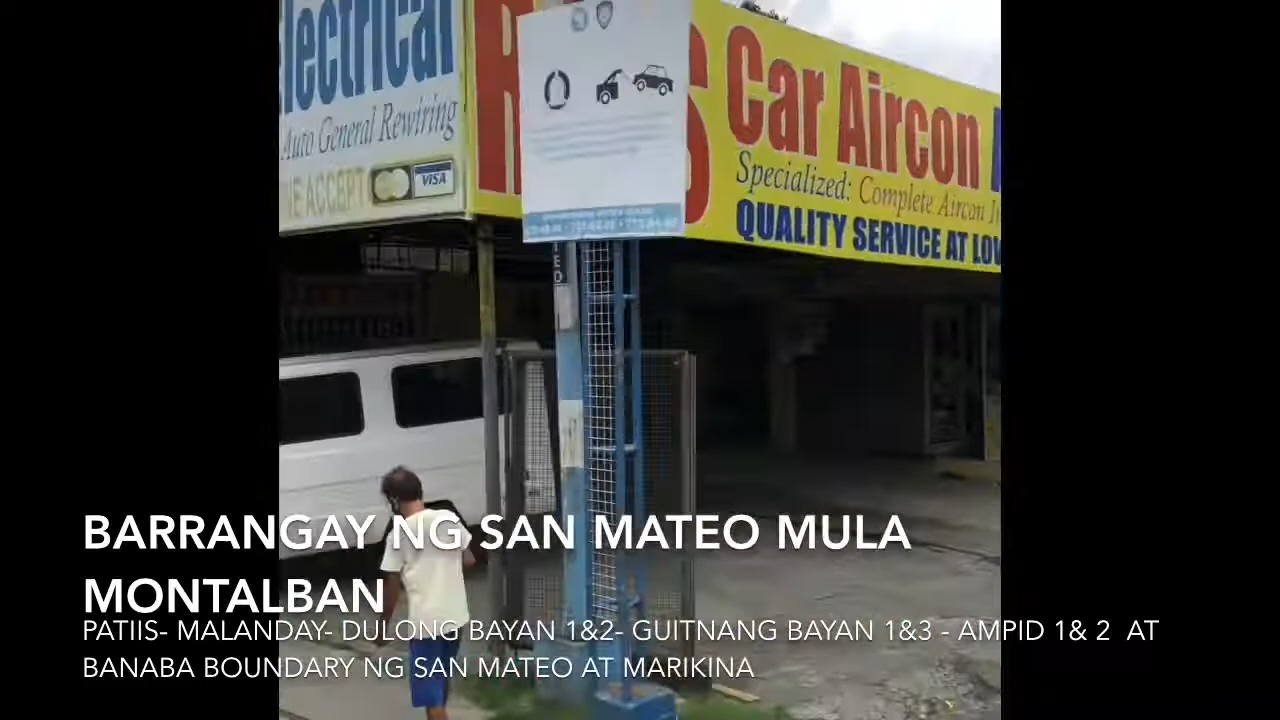 Electrical
Auto General Rewiring
WE ACCEPT
VISA
Car Aircon
Specialized: Complete Aircon
QUALITY SERVICE AT
BARRANGAY NG SAN MATEO MULA
MONTALBAN
PATIIS- MALANDAY- DULONG BAYAN 1&2- GUITNANG BAYAN 1&3 - AMPID 1& 2 AT
BANABA BOUNDARY NG SAN MATEO AT MARIKINA